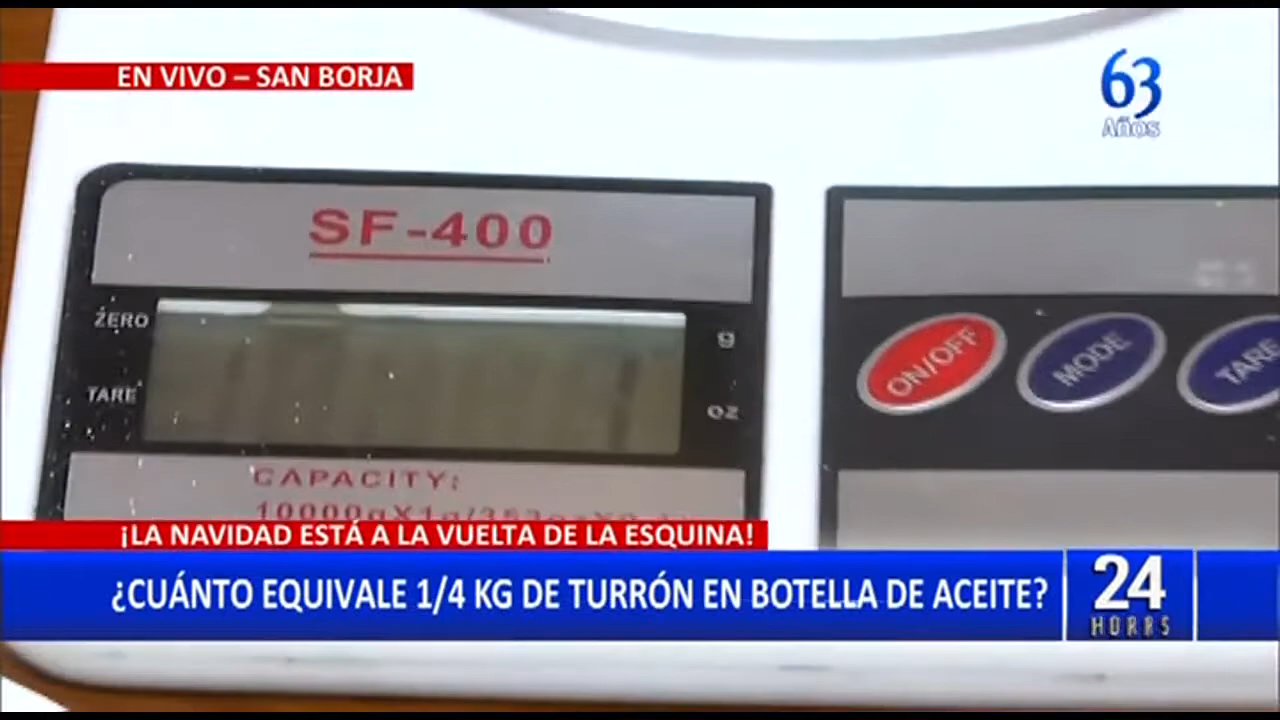 EN VIVO – SAN BORJA
63
Años
SF-400
ZERO
g
TARE
oz
ON/OFF
MODE
TARE
CAPACITY:
¡LA NAVIDAD ESTÁ A LA VUELTA DE LA ESQUINA!
¿CUÁNTO EQUIVALE 1/4 KG DE TURRÓN EN BOTELLA DE ACEITE?
24
HORAS